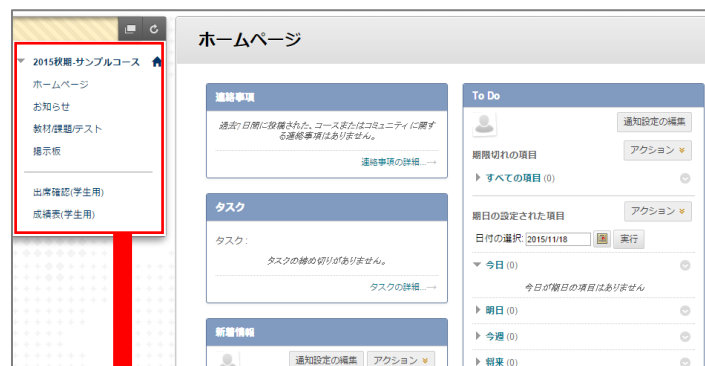 ホームページ
2015秋期-サンプルコース
ホームページ
お知らせ
教材/課題/テスト
掲示板
出席確認(学生用)
成績表(学生用)
連絡事項
過去7日間に投稿された、コースまたはコミュニティに関す
る連絡事項はありません。
連絡事項の詳細...→
タスク
タスク:
タスクの締め切りがありません。
タスクの詳細...→
新着情報
通知設定の編集 アクション
To Do
通知設定の編集
期限切れの項目 アクション
すべての項目 (0)
期日の設定された項目 アクション
日付の選択: 2015/11/18 実行
今日 (0)
今日が期日の項目はありません
明日 (0)
今週 (0)
将来 (0)